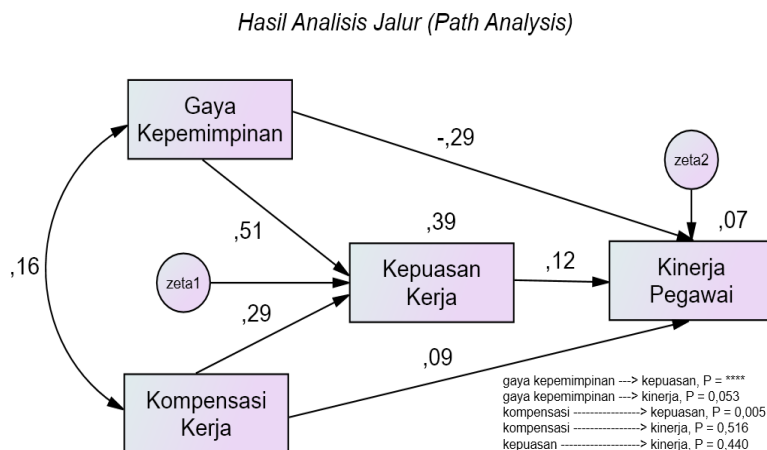 Hasil Analisis Jalur (Path Analysis)
Gaya
Kepemimpinan
-,29
zeta2
,51
,39
,07
,16
zeta1
Kepuasan
Kerja
,12
Kinerja
Pegawai
,29
,09
Kompensasi
Kerja
gaya kepemimpinan ---> kepuasan, P = ****
gaya kepemimpinan ---> kinerja, P = 0,053
kompensasi ----------------> kepuasan, P = 0,005
kompensasi ----------------> kinerja, P = 0,516
kepuasan -------------------> kinerja, P = 0,440